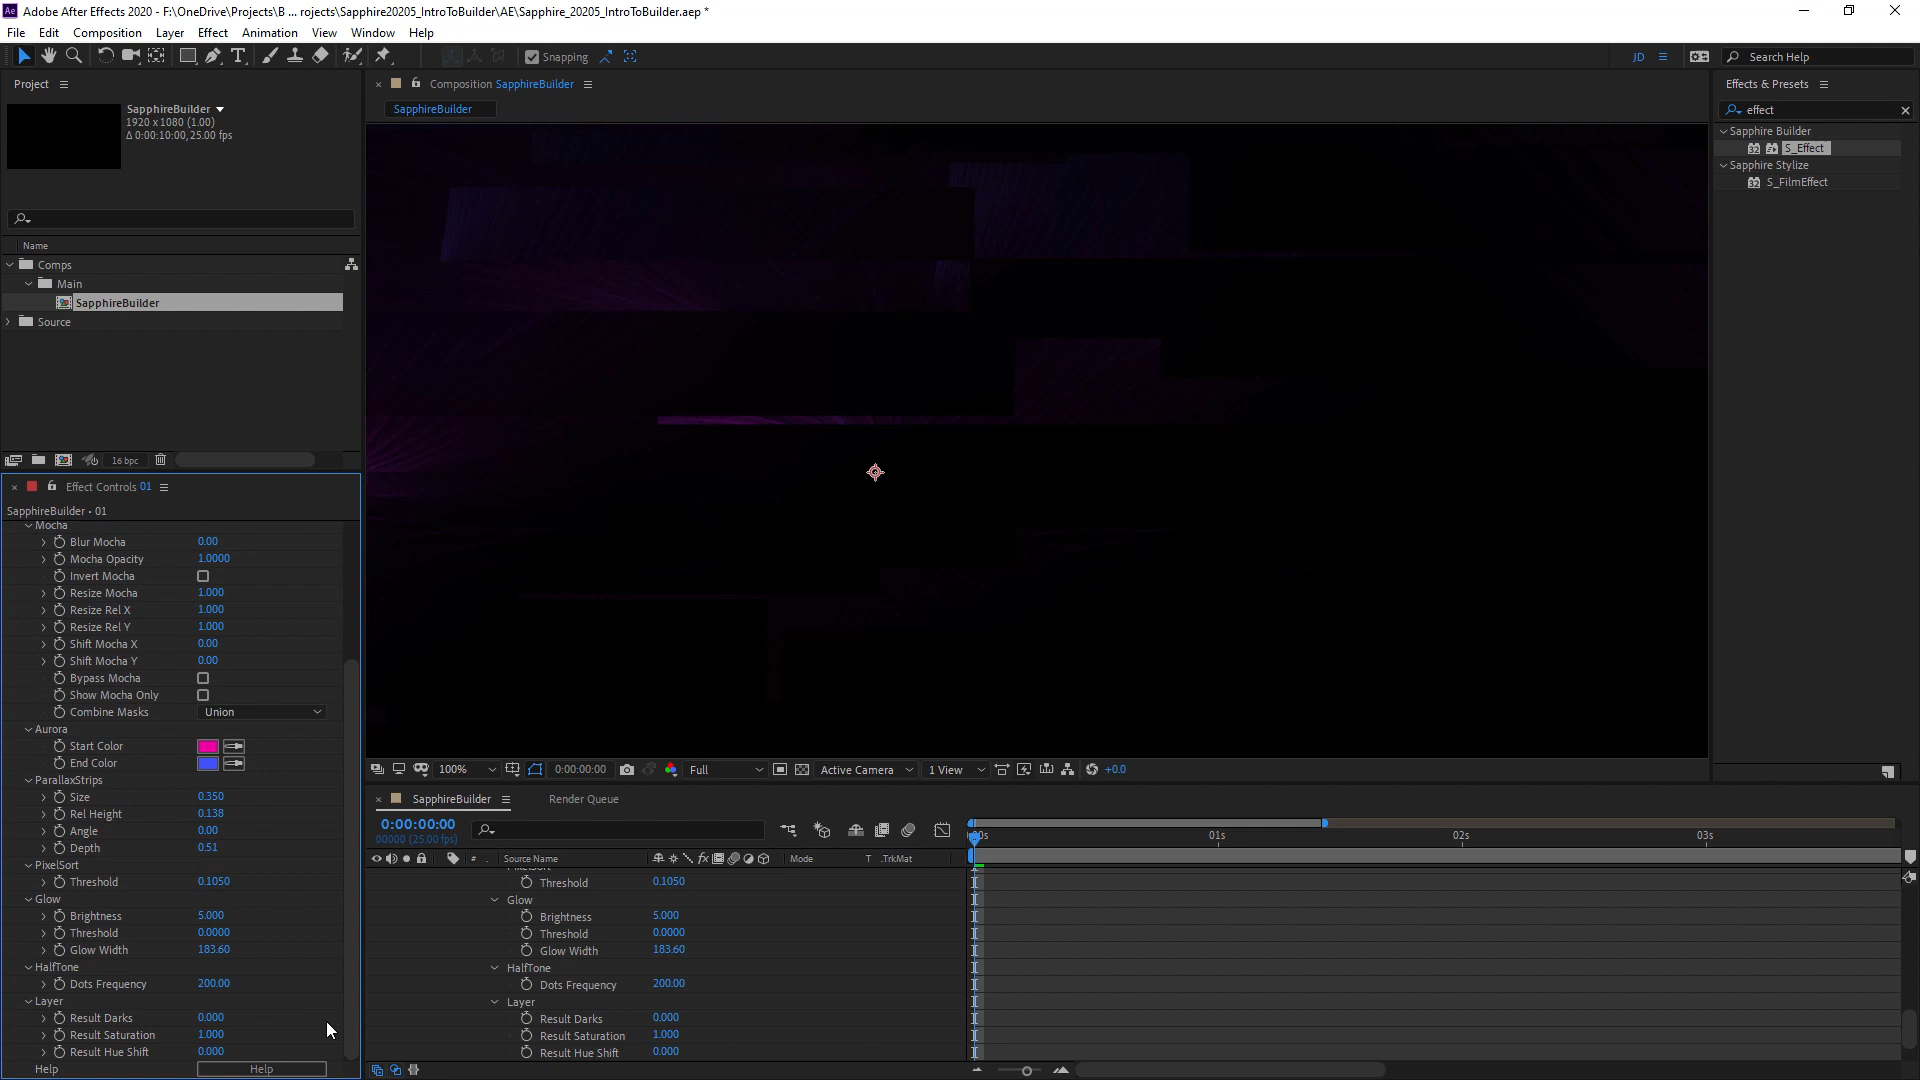 Adobe After Effects 2020 - F:\OneDrive\Projects\B ... rojects\Sapphire20205_IntroToBuilder\AE\Sapphire_20205_IntroToBuilder.aep *
File Edit Composition Layer Effect Animation View Window Help
Snapping
JD
Search Help
Project
SapphireBuilder
1920 x 1080 (1.00)
Δ 0:00:10:00, 25.00 fps
Name
Comps
Main
SapphireBuilder
Source
16 bpc
Composition SapphireBuilder
SapphireBuilder
Effects & Presets
effect
Sapphire Builder
S_Effect
Sapphire Stylize
S_FilmEffect
Effect Controls 01
SapphireBuilder • 01
Mocha
Blur Mocha 0.00
Mocha Opacity 1.0000
Invert Mocha
Resize Mocha 1.000
Resize Rel X 1.000
Resize Rel Y 1.000
Shift Mocha X 0.00
Shift Mocha Y 0.00
Bypass Mocha
Show Mocha Only
Combine Masks Union
Aurora
Start Color
End Color
ParallaxStrips
Size 0.350
Rel Height 0.138
Angle 0.00
Depth 0.51
PixelSort
Threshold 0.1050
Glow
Brightness 5.000
Threshold 0.0000
Glow Width 183.60
HalfTone
Dots Frequency 200.00
Layer
Result Darks 0.000
Result Saturation 1.000
Result Hue Shift 0.000
Help Help
100% 0:00:00:00 Full Active Camera 1 View +0.0
SapphireBuilder Render Queue
0:00:00:00
00000 (25.00 fps)
# Source Name Mode T .TrkMat
00s 01s 02s 03s
Threshold 0.1050
Glow
Brightness 5.000
Threshold 0.0000
Glow Width 183.60
HalfTone
Dots Frequency 200.00
Layer
Result Darks 0.000
Result Saturation 1.000
Result Hue Shift 0.000